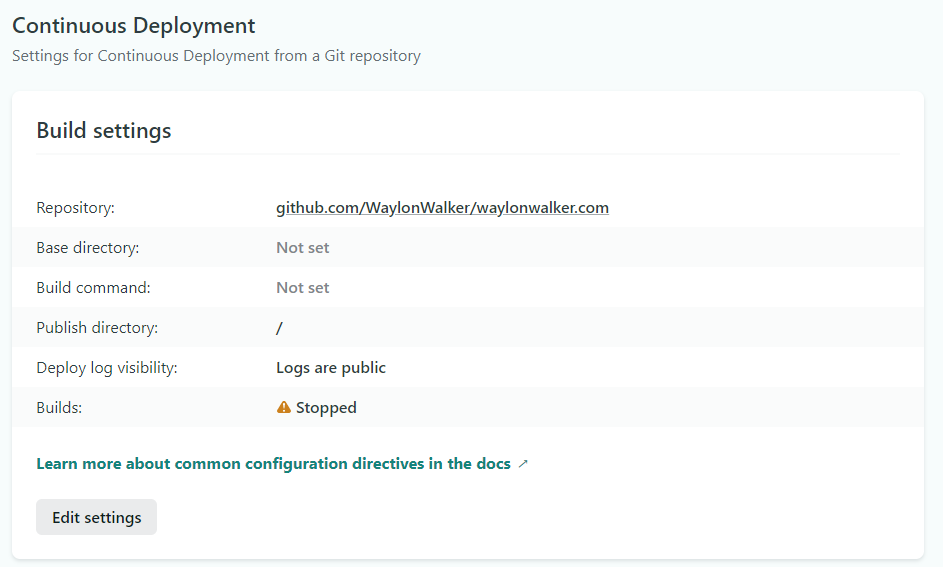 Continuous Deployment
Settings for Continuous Deployment from a Git repository
Build settings
Repository: github.com/WaylonWalker/waylonwalker.com
Base directory: Not set
Build command: Not set
Publish directory: /
Deploy log visibility: Logs are public
Builds: Stopped
Learn more about common configuration directives in the docs ↗
Edit settings